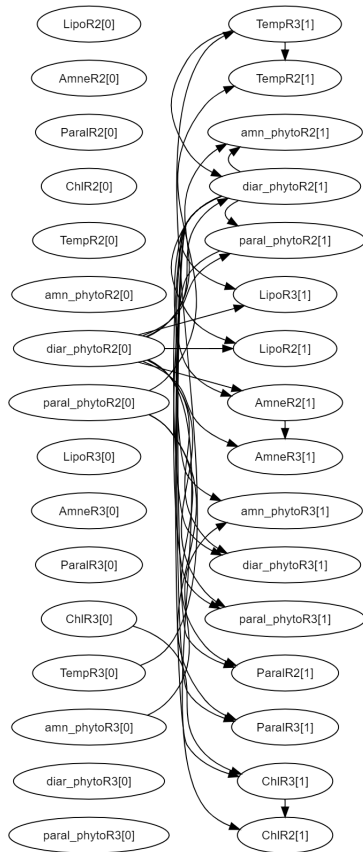 LipoR2[0]
TempR3[1]
AmneR2[0]
TempR2[1]
ParalR2[0]
amn_phytoR2[1]
ChlR2[0]
diar_phytoR2[1]
TempR2[0]
paral_phytoR2[1]
amn_phytoR2[0]
LipoR3[1]
diar_phytoR2[0]
LipoR2[1]
paral_phytoR2[0]
AmneR2[1]
LipoR3[0]
AmneR3[1]
AmneR3[0]
amn_phytoR3[1]
ParalR3[0]
diar_phytoR3[1]
ChlR3[0]
paral_phytoR3[1]
TempR3[0]
ParalR2[1]
amn_phytoR3[0]
ParalR3[1]
diar_phytoR3[0]
ChlR3[1]
paral_phytoR3[0]
ChlR2[1]